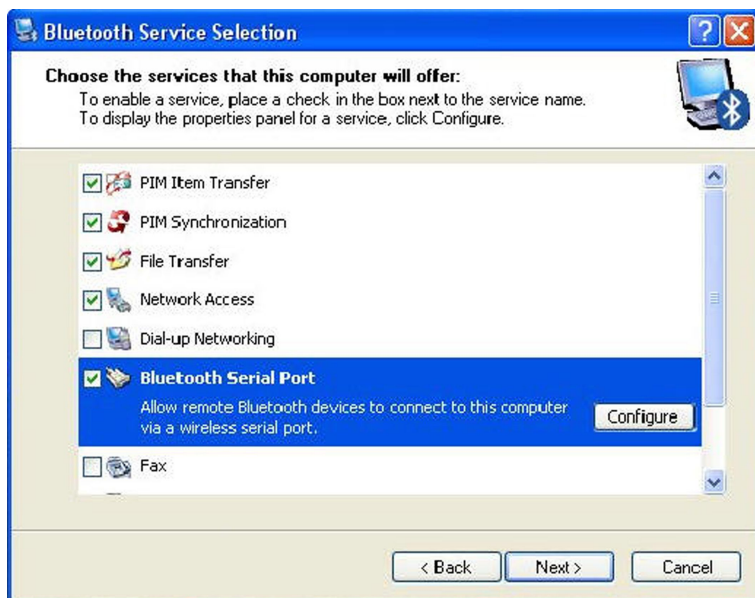 Bluetooth Service Selection
Choose the services that this computer will offer:
To enable a service, place a check in the box next to the service name.
To display the properties panel for a service, click Configure.
PIM Item Transfer
PIM Synchronization
File Transfer
Network Access
Dial-up Networking
Bluetooth Serial Port
Allow remote Bluetooth devices to connect to this computer
via a wireless serial port.
Configure
Fax
< Back
Next >
Cancel